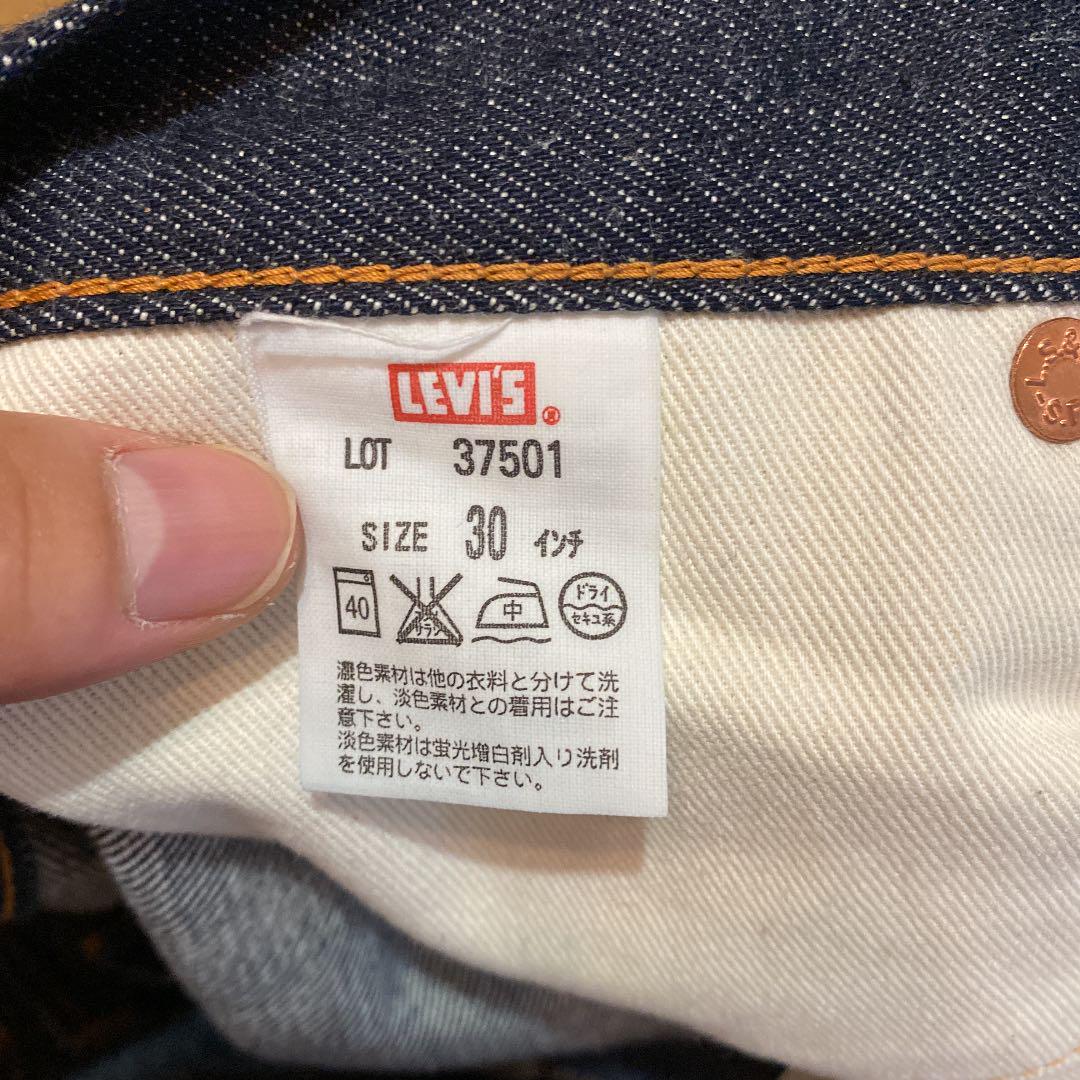 LEVI'S ®
LOT 37501
SIZE 30 インチ
40 サラシ 中 ドライ セキユ系
濃色素材は他の衣料と分けて洗
濯し、淡色素材との着用はご注
意下さい。
淡色素材は蛍光増白剤入り洗剤
を使用しないで下さい。
L.S.&
S.F.